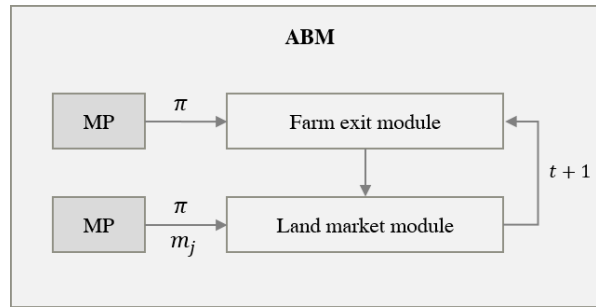 ABM
MP
π
Farm exit module
t + 1
MP
π
m_j
Land market module